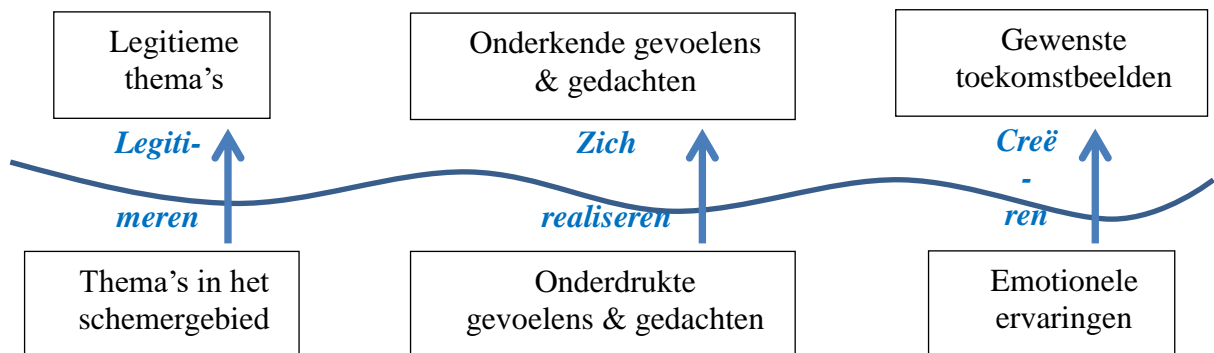 Legitieme
thema's
Onderkende gevoelens
& gedachten
Gewenste
toekomstbeelden
Legiti-
meren
Zich
realiseren
Creë
-
ren
Thema's in het
schemergebied
Onderdrukte
gevoelens & gedachten
Emotionele
ervaringen